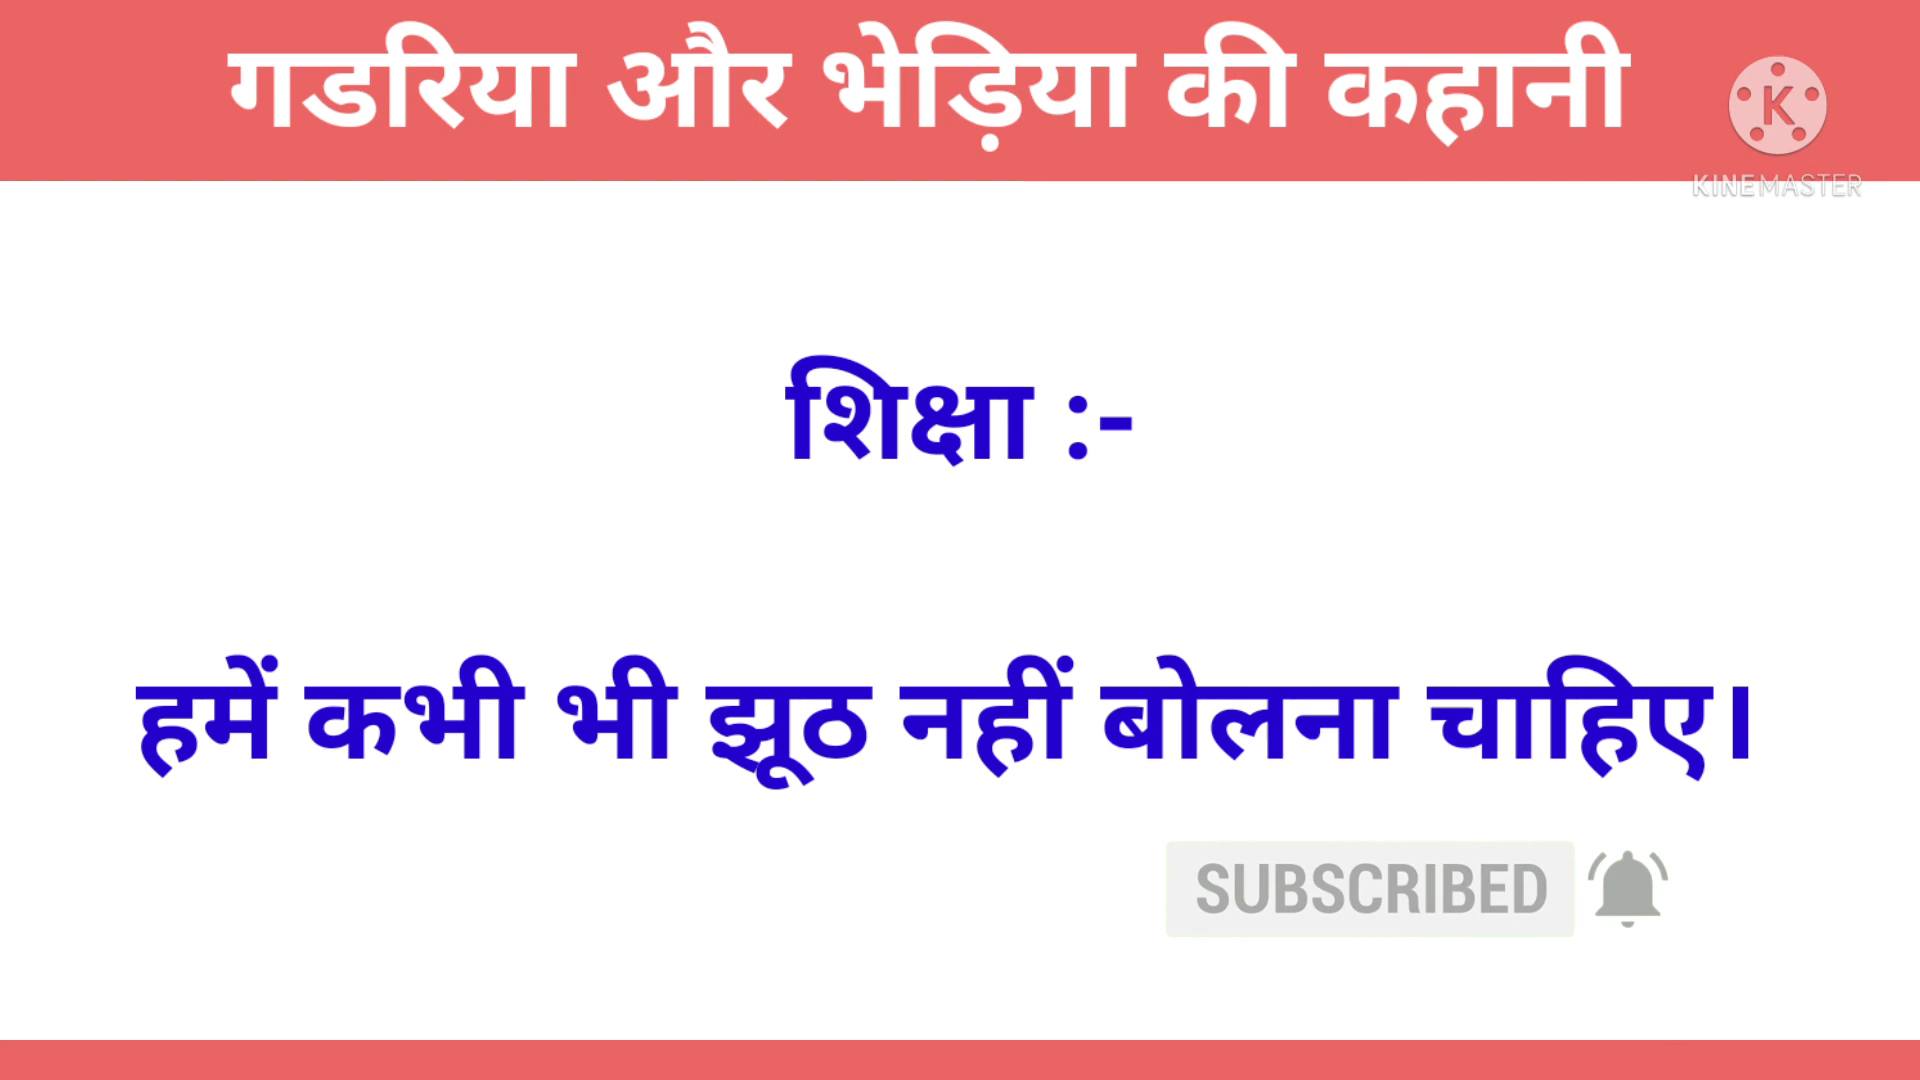 गडरिया और भेड़िया की कहानी
K
KINEMASTER
शिक्षा :-
हमें कभी भी झूठ नहीं बोलना चाहिए।
SUBSCRIBED